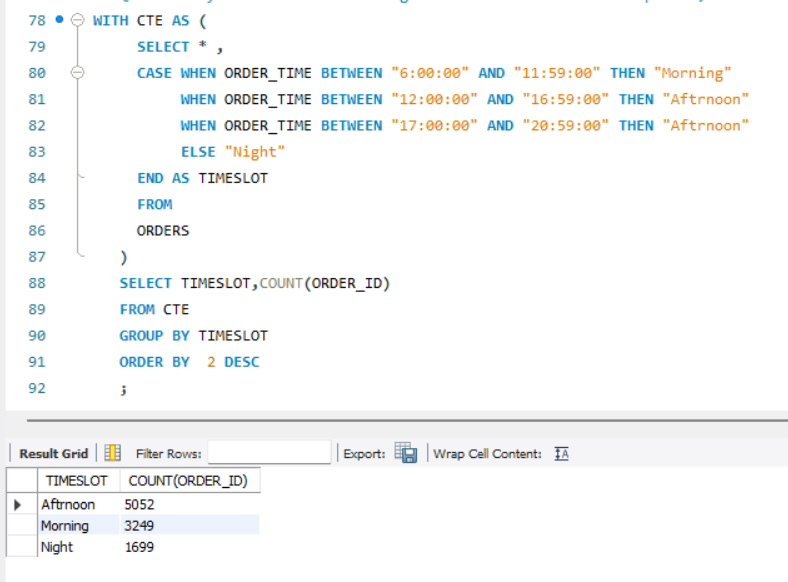 78 WITH CTE AS (
79 SELECT * ,
80 CASE WHEN ORDER_TIME BETWEEN "6:00:00" AND "11:59:00" THEN "Morning"
81 WHEN ORDER_TIME BETWEEN "12:00:00" AND "16:59:00" THEN "Aftrnoon"
82 WHEN ORDER_TIME BETWEEN "17:00:00" AND "20:59:00" THEN "Aftrnoon"
83 ELSE "Night"
84 END AS TIMESLOT
85 FROM
86 ORDERS
87 )
88 SELECT TIMESLOT,COUNT(ORDER_ID)
89 FROM CTE
90 GROUP BY TIMESLOT
91 ORDER BY 2 DESC
92 ;
Result Grid Filter Rows: Export: Wrap Cell Content: IA
TIMESLOT COUNT(ORDER_ID)
Aftrnoon 5052
Morning 3249
Night 1699